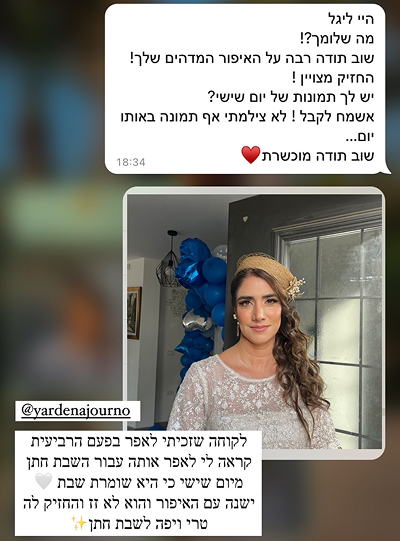 היי ליגל
מה שלומך?!
שוב תודה רבה על האיפור המדהים שלך!
החזיק מצויין !
יש לך תמונות של יום שישי?
אשמח לקבל ! לא צילמתי אף תמונה באותו
יום...
שוב תודה מוכשרת♥️
18:34
@yardenajourno
לקוחה שזכיתי לאפר בפעם הרביעית
קראה לי לאפר אותה עבור השבת חתן
מיום שישי כי היא שומרת שבת 🤍
ישנה עם האיפור והוא לא זז והחזיק לה
טרי ויפה לשבת חתן✨